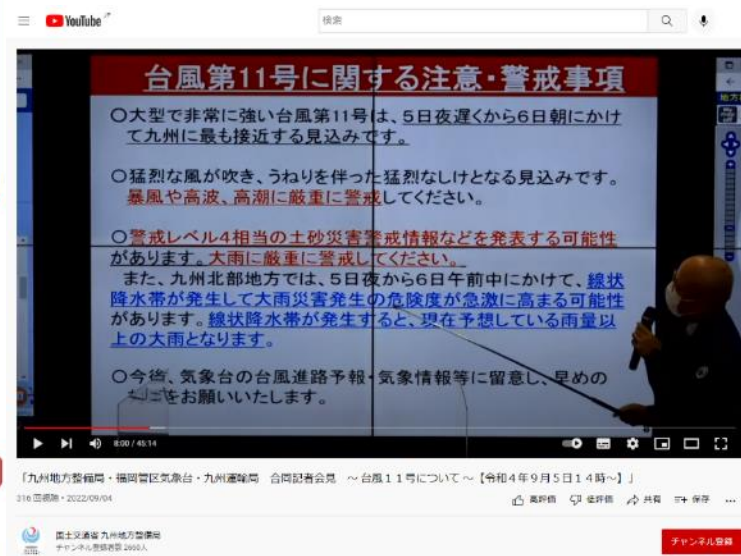 YouTube
検索
台風第11号に関する注意・警戒事項
○大型で非常に強い台風第11号は、5日夜遅くから6日朝にかけ
て九州に最も接近する見込みです。
○猛烈な風が吹き、うねりを伴った猛烈なしけとなる見込みです。
暴風や高波、高潮に厳重に警戒してください。
○警戒レベル4相当の土砂災害警戒情報などを発表する可能性
があります。大雨に厳重に警戒してください。
また、九州北部地方では、5日夜から6日午前中にかけて、線状
降水帯が発生して大雨災害発生の危険度が急激に高まる可能性
があります。線状降水帯が発生すると、現在予想している雨量以
上の大雨となります。
○今後、気象台の台風進路予報・気象情報等に留意し、早めの
をお願いいたします。
8:00 / 45:14
「九州地方整備局・福岡管区気象台・九州運輸局 合同記者会見 ～台風11号について～【令和4年9月5日14時～】」
316 回視聴・2022/09/04
高評価 低評価 共有 保存 …
国土交通省 九州地方整備局
チャンネル登録者数 2660人
チャンネル登録